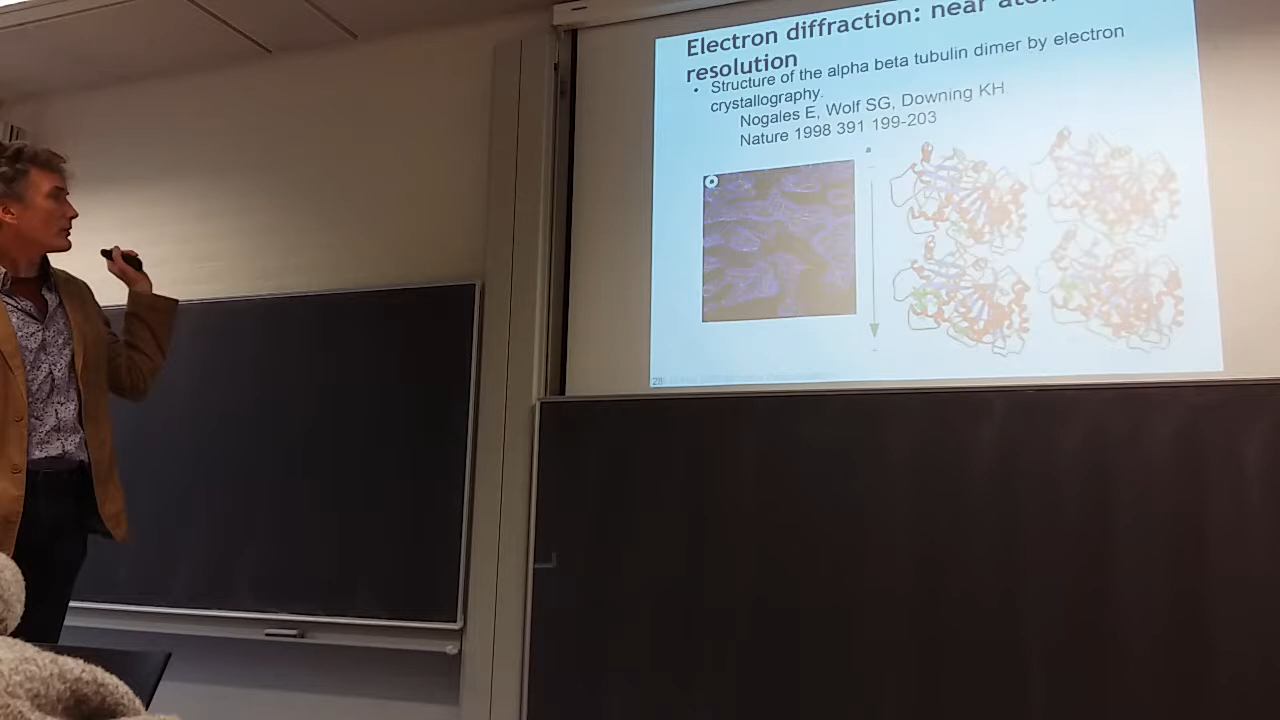 Electron diffraction: near
resolution
• Structure of the alpha beta tubulin dimer by electron
crystallography.
Nogales E, Wolf SG, Downing KH
Nature 1998 391 199-203
a
28